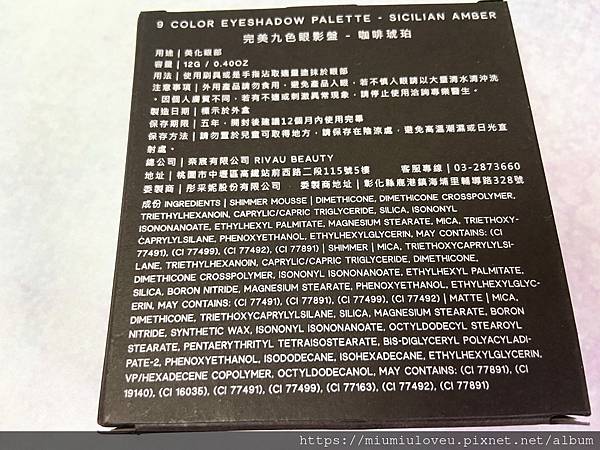 9 COLOR EYESHADOW PALETTE - SICILIAN AMBER
完美九色眼影盤 - 咖啡琥珀
用途 | 美化眼部
容量 | 12G / 0.40OZ
用法 | 使用刷具或是手指沾取適量塗抹於眼部
注意事項 | 外用產品請勿食用，避免產品入眼，若不慎入眼請以大量清水清沖洗
。因個人膚質不同，若有不適或刺激異常現象，請停止使用洽詢專業醫生。
製造日期 | 標示於外盒
保存期限 | 五年，開封後建議12個月內使用完畢
保存方法 | 請勿置於兒童可取得地方，請保存在陰涼處，避免高溫潮濕或日光直
射處。
總公司 | 奈宸有限公司 RIVAU BEAUTY 客服專線 | 03-2873660
地址 | 桃園市中壢區高鐵站前西路二段115號5樓
委製商 | 彤采妮股份有限公司 委製商地址 | 彰化縣鹿港鎮海埔里輔導路328號
成份 INGREDIENTS | SHIMMER MOUSSE | DIMETHICONE, DIMETHICONE CROSPOLYMER,
TRIETHYLHEXANOIN, CAPRYLIC/CAPRIC TRIGLYCERIDE, SILICA, ISONONYL
ISONONANOATE, ETHYLHEXYL PALMITATE, MAGNESIUM STEARATE, MICA, TRIETHOXY-
CAPRYLYLSILANE, PHENOXYETHANOL, ETHYLHEXYLGLYCERIN, MAY CONTAINS: (CI
77491), (CI 77499), (CI 77492), (CI 77891) | SHIMMER | MICA, TRIETHOXYCAPRYLYLSI-
LANE, TRIETHYLHEXANOIN, CAPRYLIC/CAPRIC TRIGLYCERIDE, DIMETHICONE,
DIMETHICONE CROSPOLYMER, ISONONYL ISONONANOATE, ETHYLHEXYL PALMITATE,
SILICA, BORON NITRIDE, MAGNESIUM STEARATE, PHENOXYETHANOL, ETHYLHEXYLGLYC-
ERIN, MAY CONTAINS: (CI 77491), (CI 77891), (CI 77499), (CI 77492) | MATTE | MICA,
DIMETHICONE, TRIETHOXYCAPRYLYLSILANE, SILICA, MAGNESIUM STEARATE, BORON
NITRIDE, SYNTHETIC WAX, ISONONYL ISONONANOATE, OCTYLDODECYL STEAROYL
STEARATE, PENTAERYTHRITYL TETRAISOSTEARATE, BIS-DIGLYCERYL POLYACYLADI-
PATE-2, PHENOXYETHANOL, ISODODECANE, ISOHEXADECANE, ETHYLHEXYLGLYCERIN,
VP/HEXADECENE COPOLYMER, OCTYLDODECANOL, MAY CONTAINS: (CI 77891), (CI
19140), (CI 16035), (CI 77491), (CI 77499), (CI 77163), (CI 77492), (CI 77891)
https://miumiuloveu.pixnet.net/album